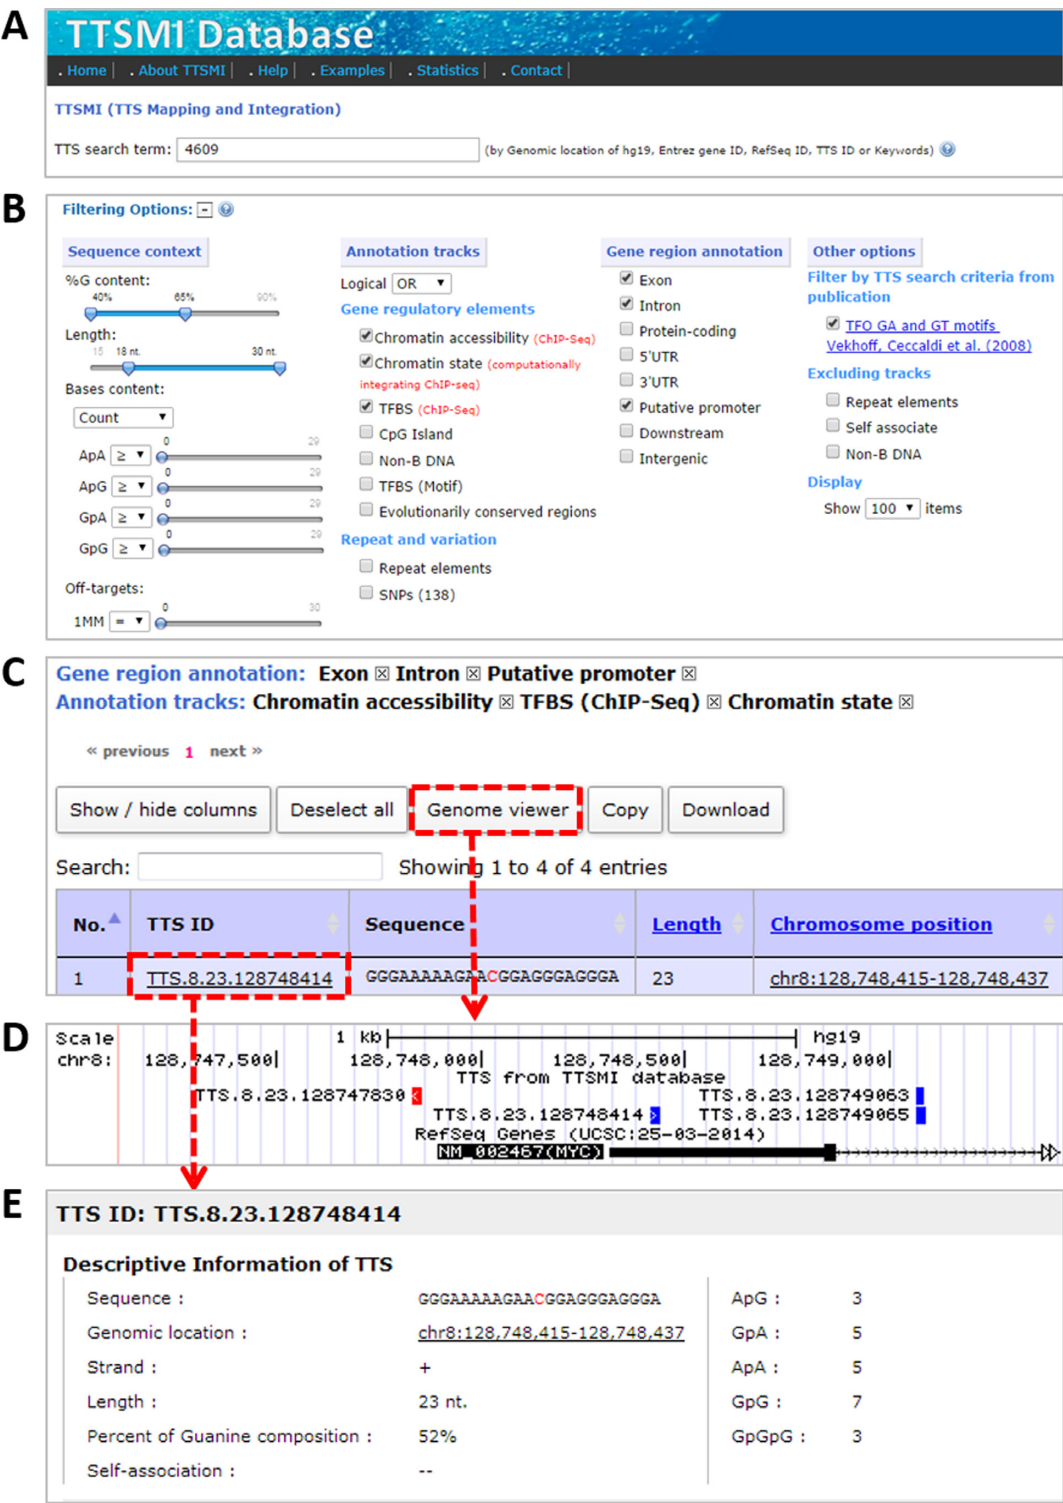 A
TTSMI Database
. Home | . About TTSMI | . Help | . Examples | . Statistics | . Contact |
TTSMI (TTS Mapping and Integration)
TTS search term: 4609 (by Genomic location of hg19, Entrez gene ID, RefSeq ID, TTS ID or Keywords) ?
B
Filtering Options: - ?
Sequence context
%G content:
40% 65% 90%
Length:
15 18 nt. 30 nt.
Bases content:
Count ▼
0 29
ApA ≥ ▼
0 29
ApG ≥ ▼
0 29
GpA ≥ ▼
0 29
GpG ≥ ▼
Off-targets:
0 30
1MM = ▼
Annotation tracks
Logical OR ▼
Gene regulatory elements
Chromatin accessibility (ChIP-Seq)
Chromatin state (computationally
integrating ChIP-seq)
TFBS (ChIP-Seq)
CpG Island
Non-B DNA
TFBS (Motif)
Evolutionarily conserved regions
Repeat and variation
Repeat elements
SNPs (138)
Gene region annotation
Exon
Intron
Protein-coding
5'UTR
3'UTR
Putative promoter
Downstream
Intergenic
Other options
Filter by TTS search criteria from
publication
TFO GA and GT motifs
Vekhoff, Ceccaldi et al. (2008)
Excluding tracks
Repeat elements
Self associate
Non-B DNA
Display
Show 100 ▼ items
C
Gene region annotation: Exon ☒ Intron ☒ Putative promoter ☒
Annotation tracks: Chromatin accessibility ☒ TFBS (ChIP-Seq) ☒ Chromatin state ☒
« previous 1 next »
Show / hide columns Deselect all Genome viewer Copy Download
Search: Showing 1 to 4 of 4 entries
No. TTS ID Sequence Length Chromosome position
1 TTS.8.23.128748414 GGGAAAAAGAACGGAGGGAGGGA 23 chr8:128,748,415-128,748,437
D
Scale 1 kb hg19
chr8: 128,747,500| 128,748,000| 128,748,500| 128,749,000|
TTS from TTSMI database
TTS.8.23.128747830 TTS.8.23.128749063
TTS.8.23.128748414 TTS.8.23.128749065
RefSeq Genes (UCSC:25-03-2014)
NM_002467(MYC)
E
TTS ID: TTS.8.23.128748414
Descriptive Information of TTS
Sequence : GGGAAAAAGAACGGAGGGAGGGA ApG : 3
Genomic location : chr8:128,748,415-128,748,437 GpA : 5
Strand : + ApA : 5
Length : 23 nt. GpG : 7
Percent of Guanine composition : 52% GpGpG : 3
Self-association : --